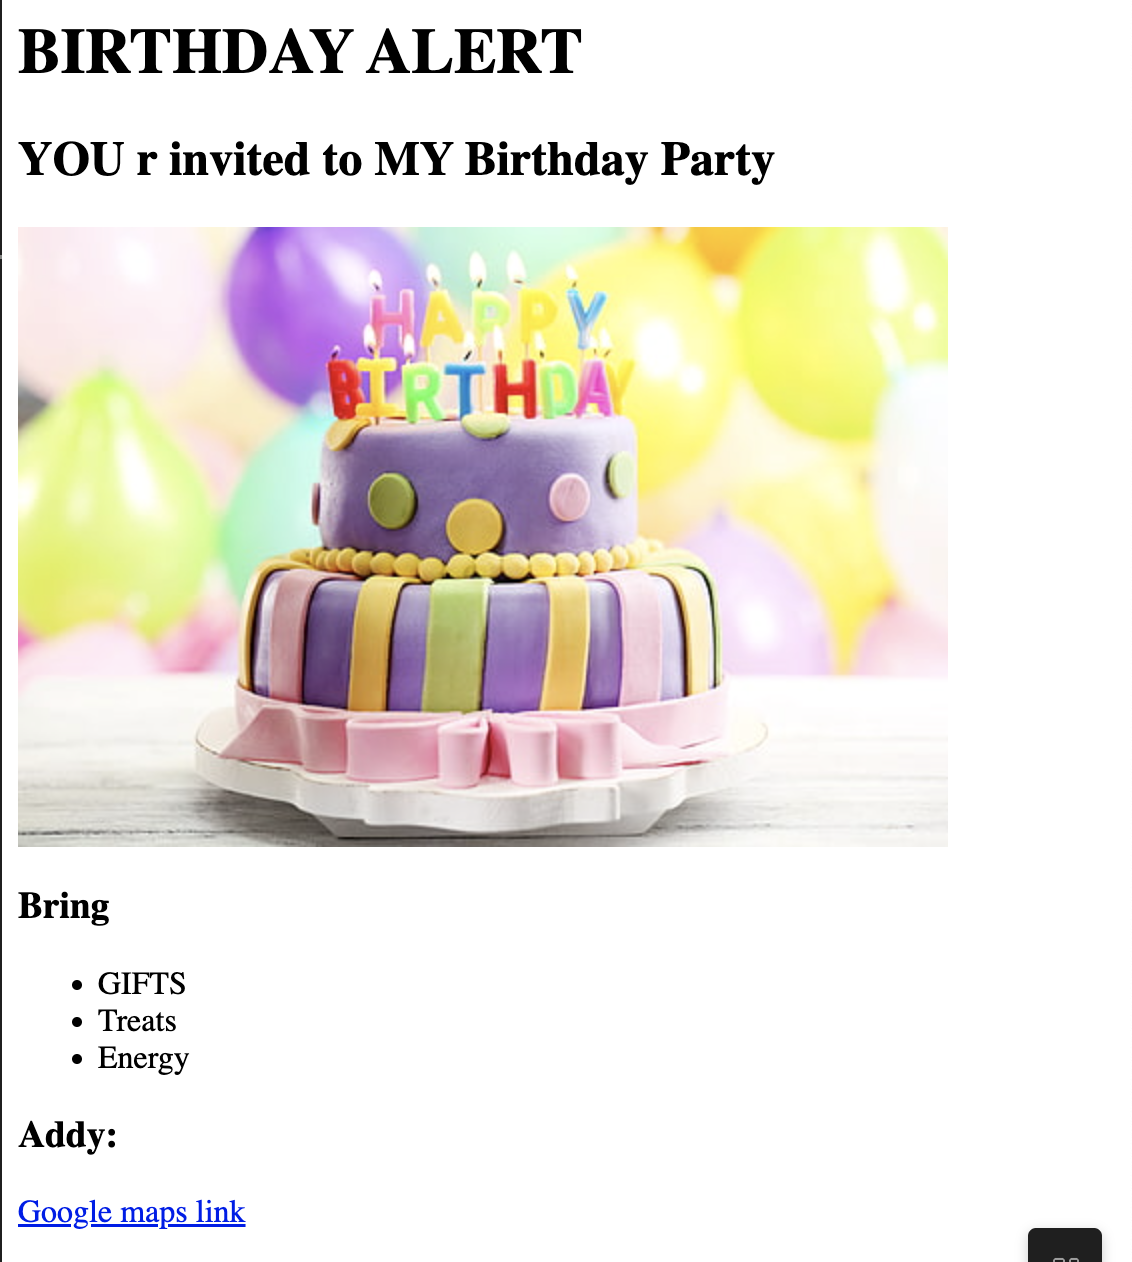 BIRTHDAY ALERT
YOU r invited to MY Birthday Party
HAPPY
BIRTHDAY
Bring
GIFTS
Treats
Energy
Addy:
Google maps link